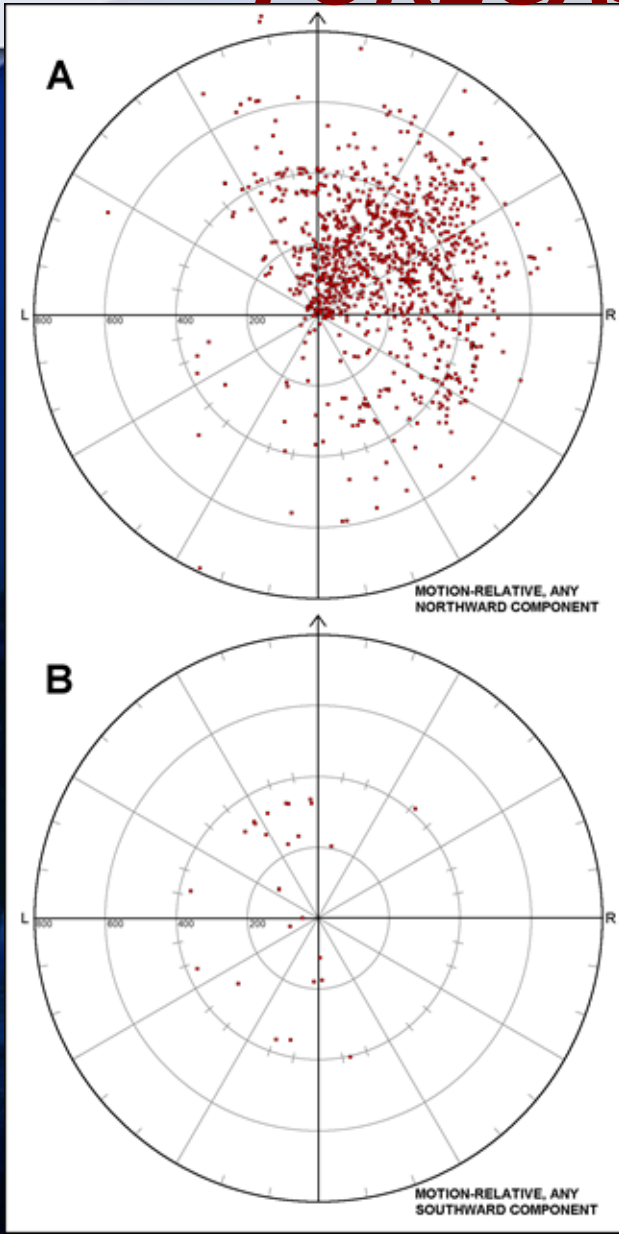 A
L
800
600
400
200
R
MOTION-RELATIVE, ANY
NORTHWARD COMPONENT
B
L
800
600
400
200
R
MOTION-RELATIVE, ANY
SOUTHWARD COMPONENT